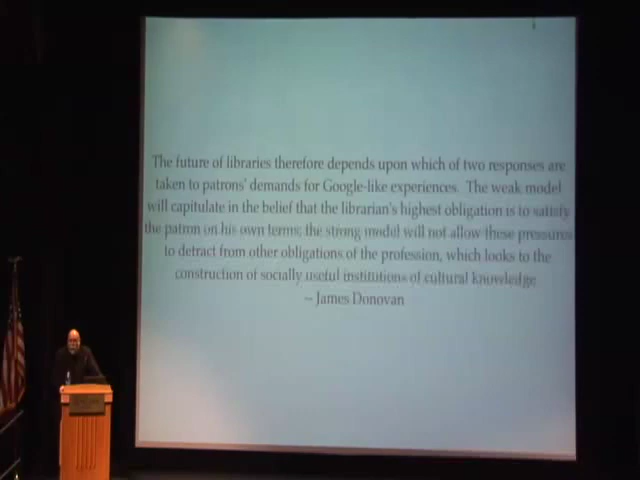 The future of libraries therefore depends upon which of two responses are
taken to patrons' demands for Google-like experiences. The weak model
will capitulate in the belief that the librarian's highest obligation is to satisfy
the patron on his own terms; the strong model will not allow these pressures
to detract from other obligations of the profession, which looks to the
construction of socially useful institutions of cultural knowledge
~ James Donovan